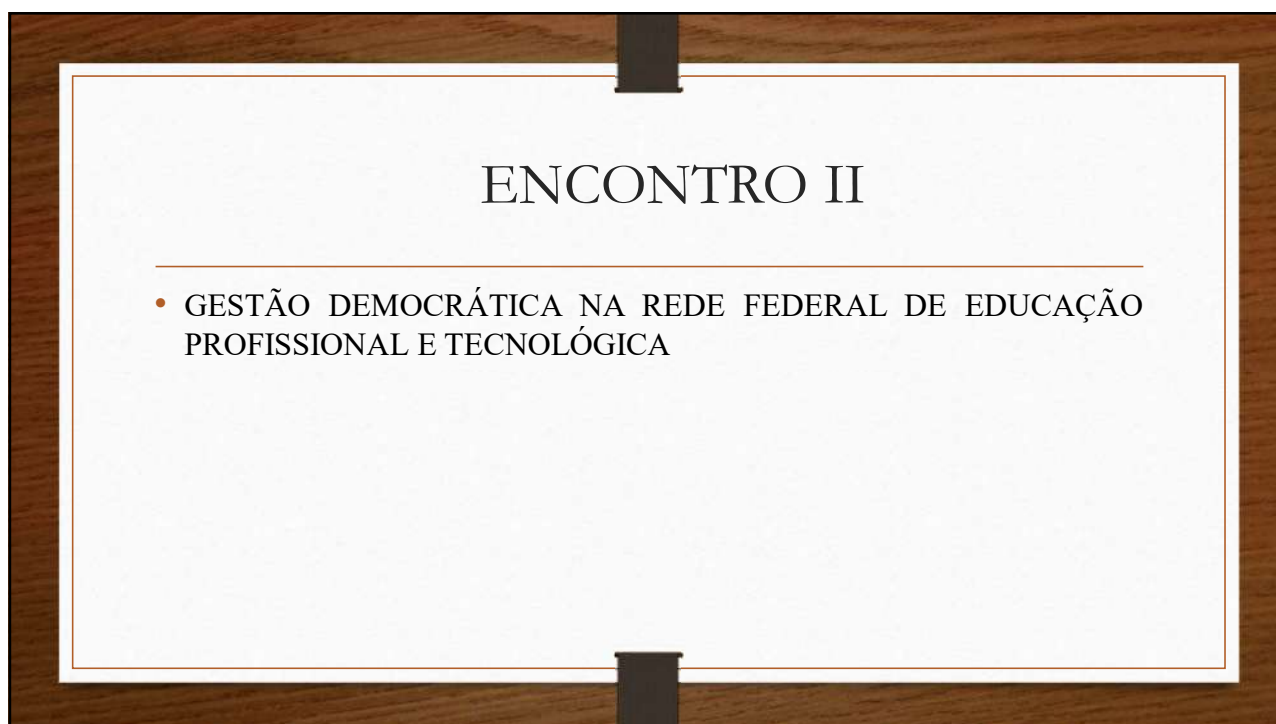 ENCONTRO II
• GESTÃO DEMOCRÁTICA NA REDE FEDERAL DE EDUCAÇÃO
PROFISSIONAL E TECNOLÓGICA